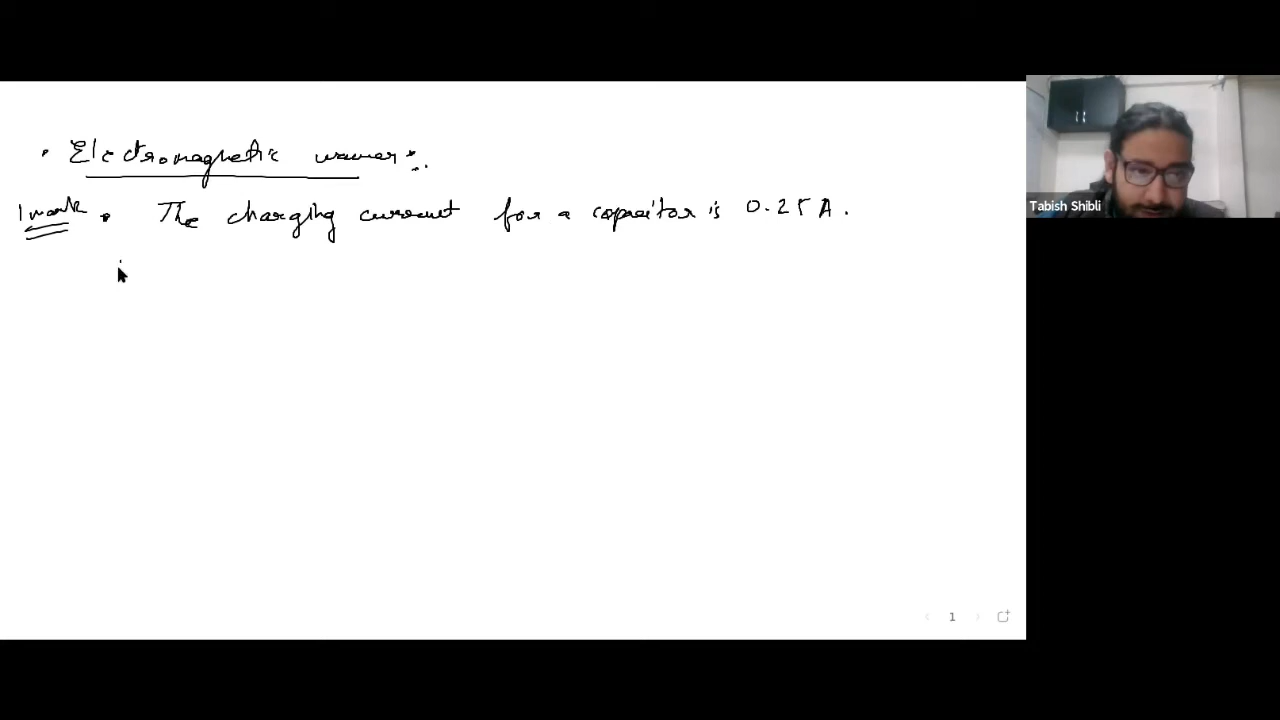 • Electromagnetic waves :.
1 mark • The charging current for a capacitor is 0.25 A.
Tabish Shibli
1